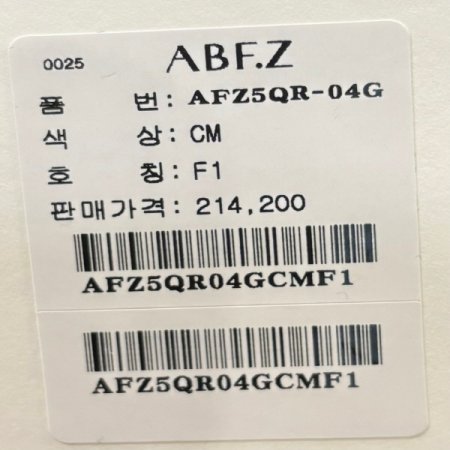 0025 ABF.Z
품 번: AFZ5QR-04G
색 상: CM
호 칭: F1
판매가격: 214,200
AFZ5QR04GCMF1
AFZ5QR04GCMF1